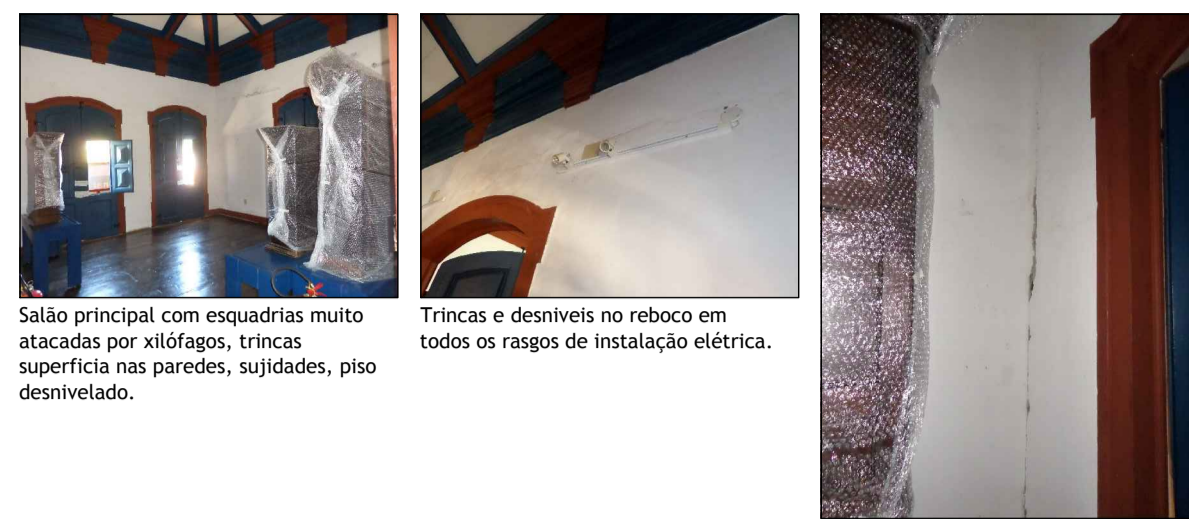 Salão principal com esquadrias muito
atacadas por xilófagos, trincas
superficia nas paredes, sujidades, piso
desnivelado.
Trincas e desniveis no reboco em
todos os rasgos de instalação elétrica.